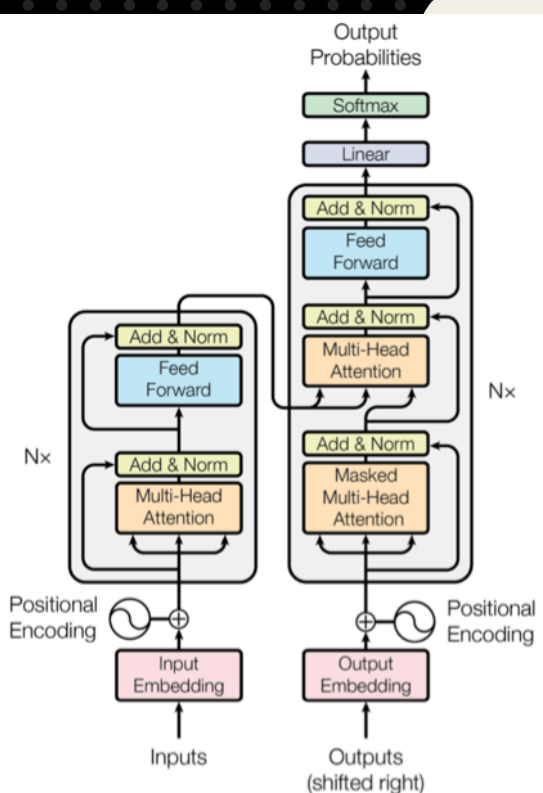 Output
Probabilities
Softmax
Linear
Add & Norm
Feed
Forward
Add & Norm
Multi-Head
Attention
Nx
Add & Norm
Masked
Multi-Head
Attention
Positional
Encoding
Output
Embedding
Outputs
(shifted right)
Add & Norm
Feed
Forward
Nx
Add & Norm
Multi-Head
Attention
Positional
Encoding
Input
Embedding
Inputs